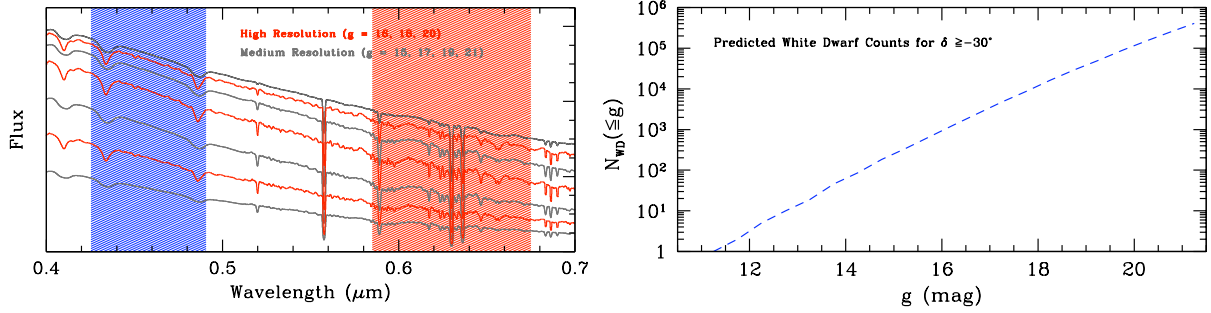 High Resolution (g = 16, 18, 20)
Medium Resolution (g = 15, 17, 19, 21)
Flux
0.4 0.5 0.6 0.7
Wavelength (μm)
10⁶
10⁵
10⁴
10³
10²
10¹
1
N_WD(≦g)
Predicted White Dwarf Counts for δ ≧-30°
12 14 16 18 20
g (mag)